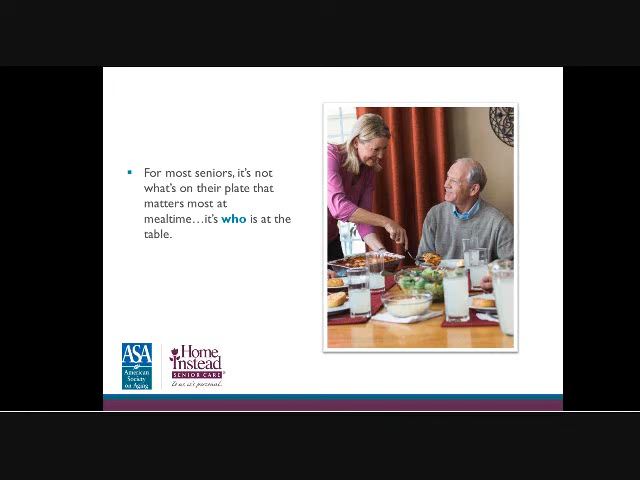 For most seniors, it's not
what's on their plate that
matters most at
mealtime…it's who is at the
table.
ASA
American
Society
on Aging
Home
Instead
SENIOR CARE
To us, it's personal.